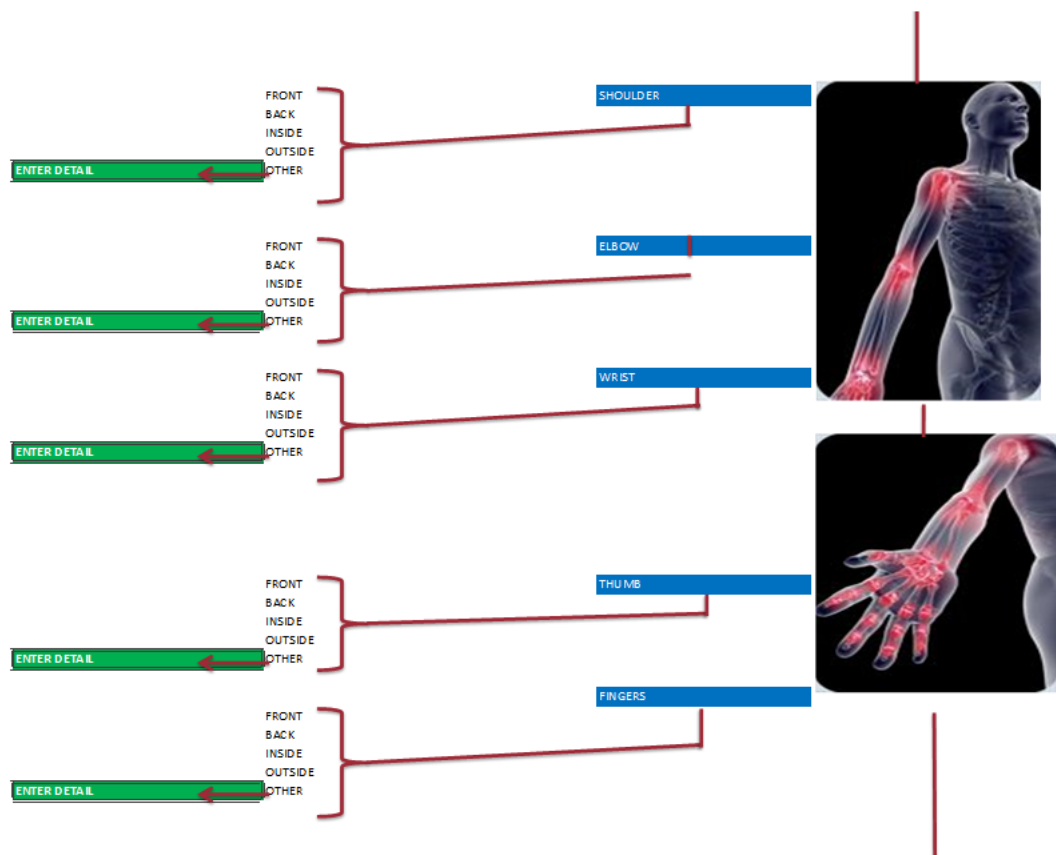 FRONT
SHOULDER
BACK
INSIDE
OUTSIDE
ENTER DETAIL OTHER
FRONT
ELBOW
BACK
INSIDE
OUTSIDE
ENTER DETAIL OTHER
FRONT
WRIST
BACK
INSIDE
OUTSIDE
ENTER DETAIL OTHER
FRONT
THUMB
BACK
INSIDE
OUTSIDE
ENTER DETAIL OTHER
FINGERS
FRONT
BACK
INSIDE
OUTSIDE
ENTER DETAIL OTHER